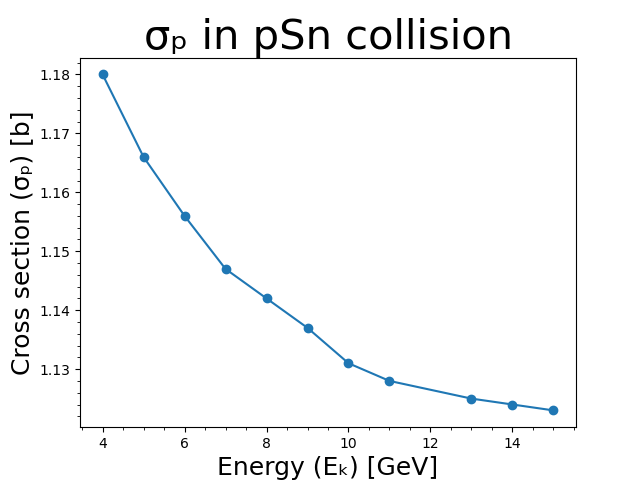 σₚ in pSn collision
Cross section (σₚ) [b]
1.18
1.17
1.16
1.15
1.14
1.13
4 6 8 10 12 14
Energy (Eₖ) [GeV]